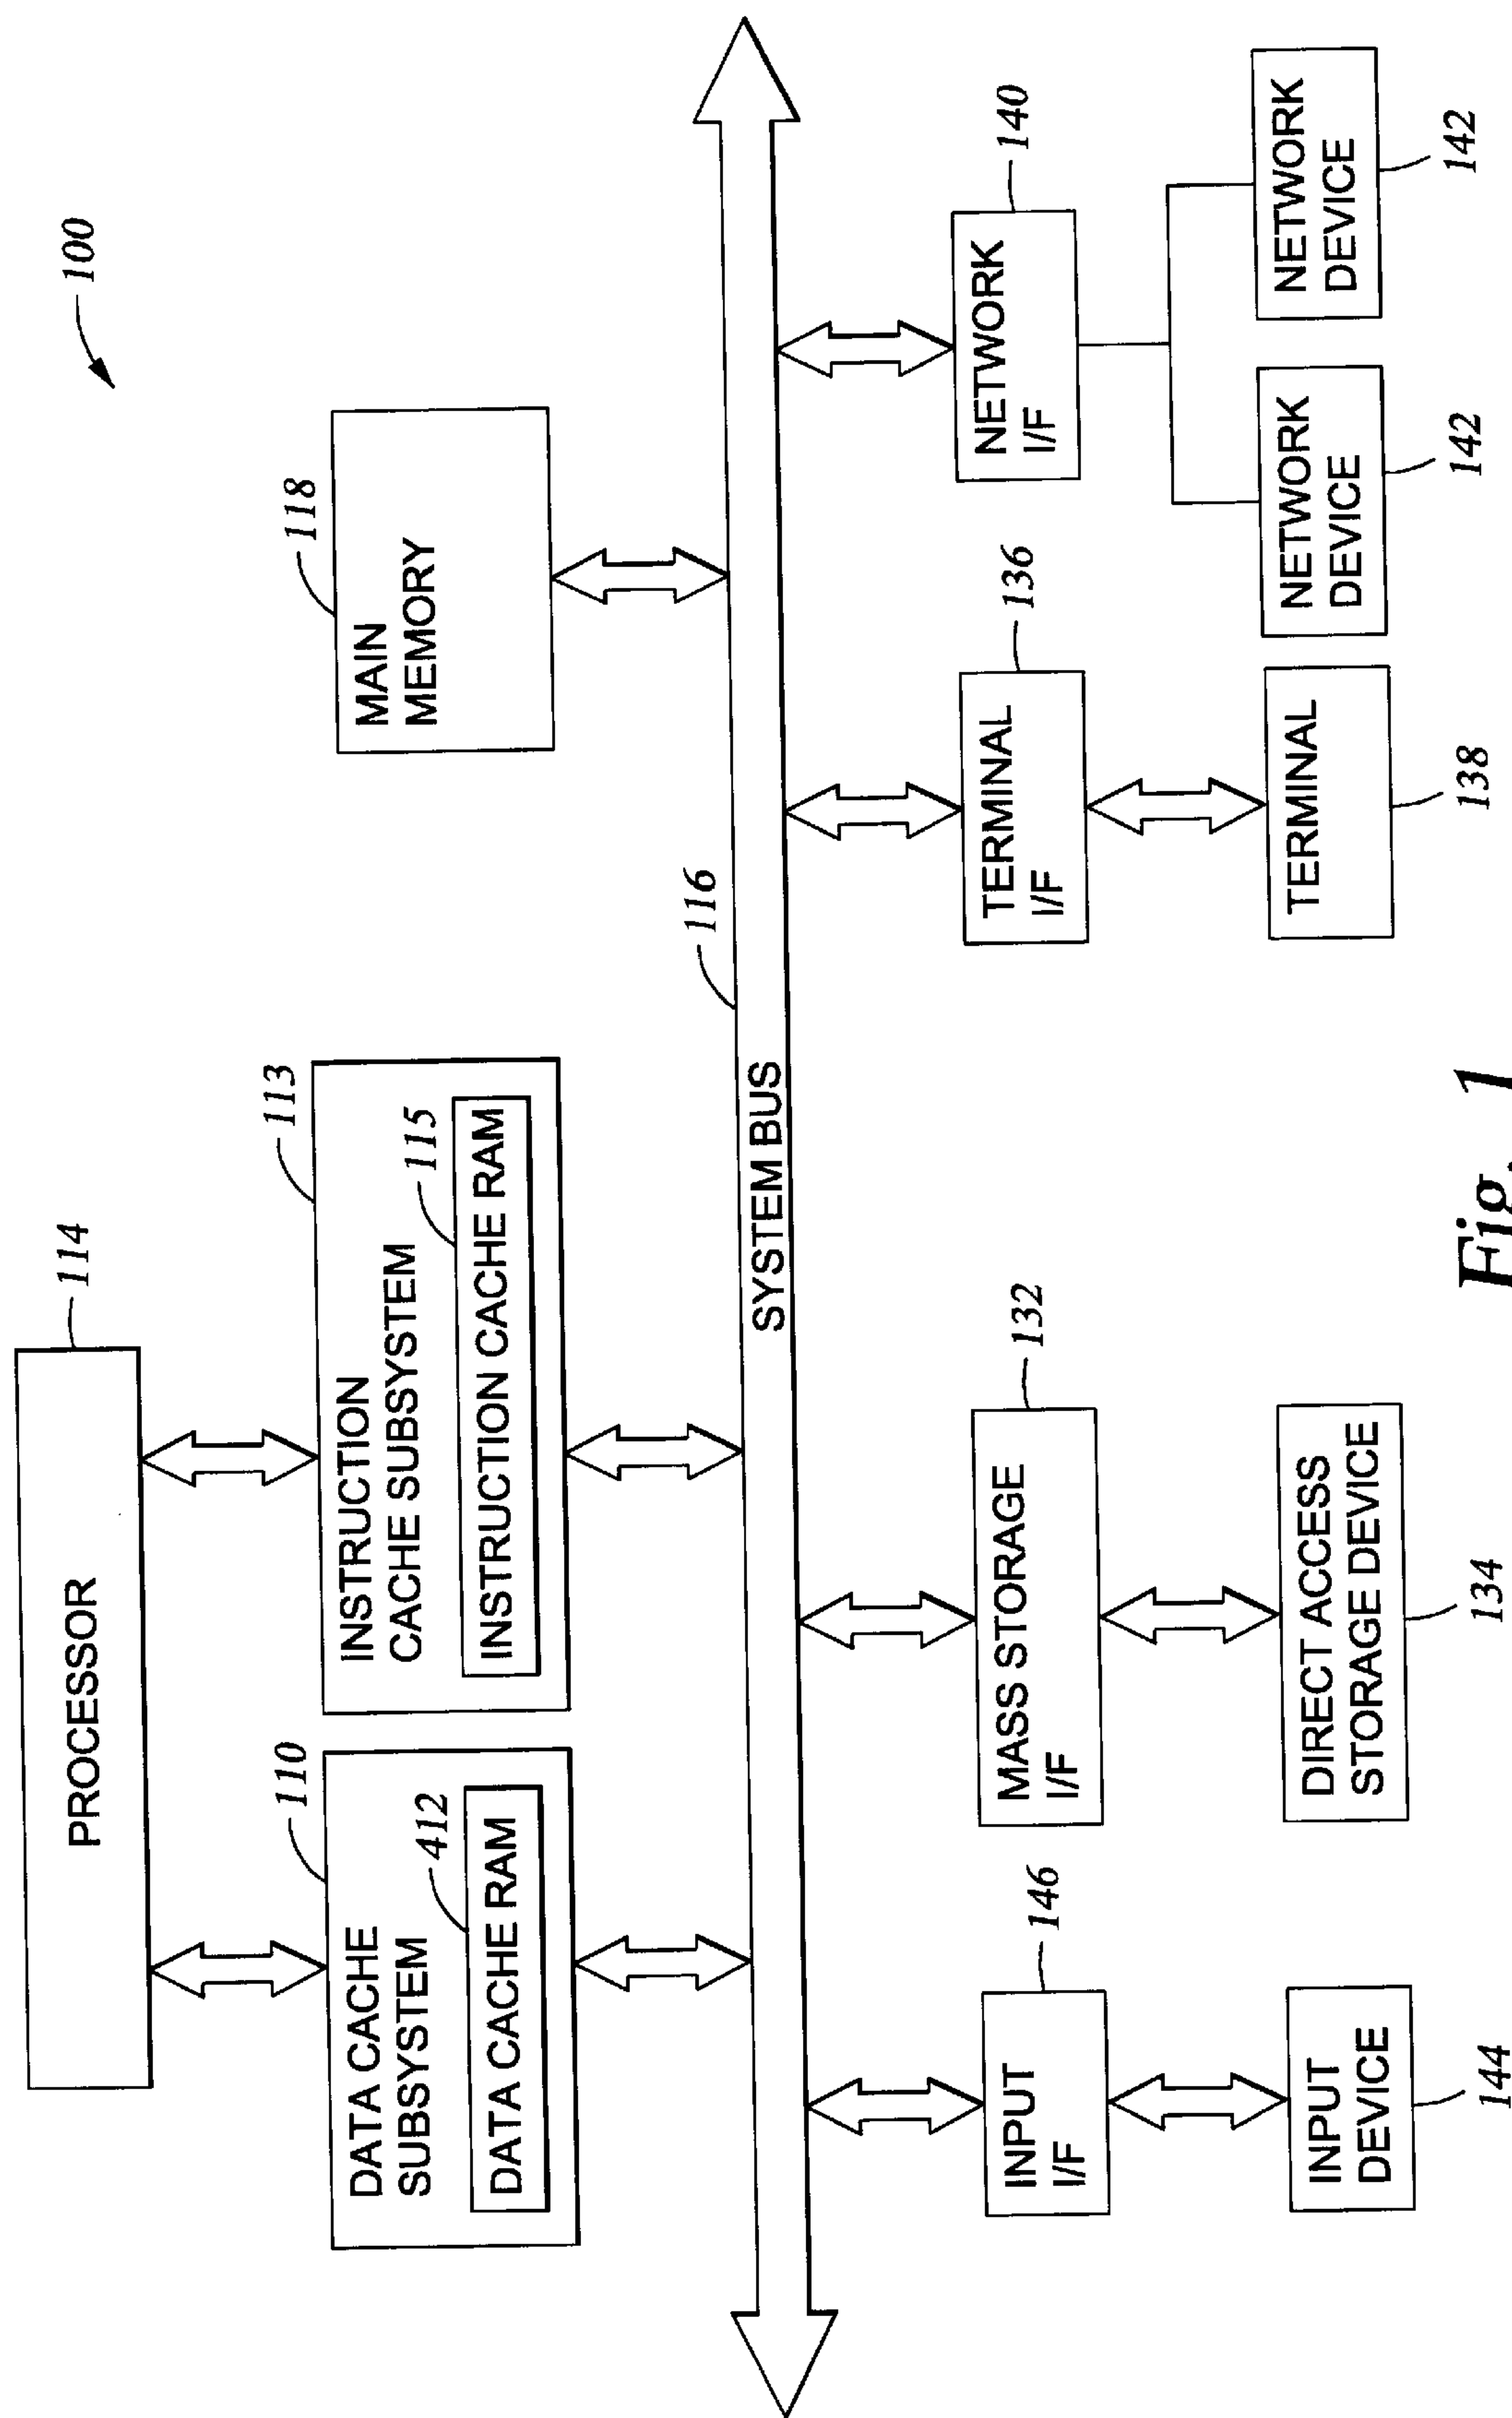 100
PROCESSOR
114
DATA CACHE
SUBSYSTEM
110
DATA CACHE RAM
412
INSTRUCTION
CACHE SUBSYSTEM
113
INSTRUCTION CACHE RAM
115
MAIN
MEMORY
118
SYSTEM BUS
116
INPUT
I/F
146
MASS STORAGE
I/F
132
TERMINAL
I/F
136
NETWORK
I/F
140
INPUT
DEVICE
144
DIRECT ACCESS
STORAGE DEVICE
134
TERMINAL
138
NETWORK
DEVICE
142
NETWORK
DEVICE
142
Fig. 1